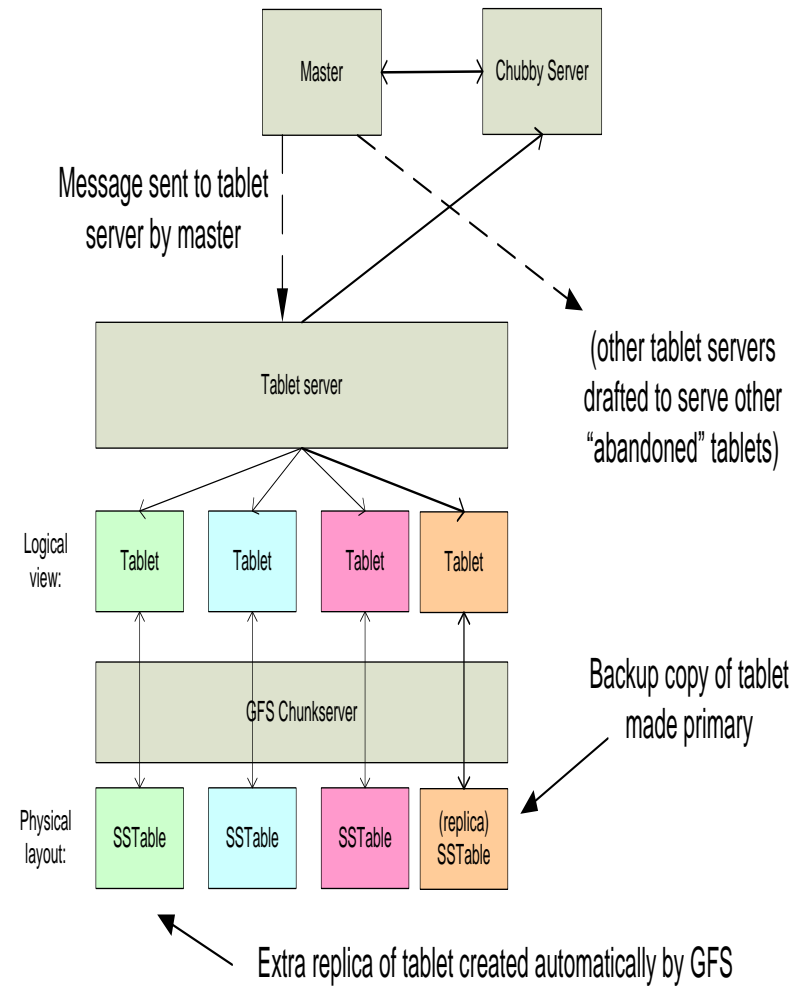 Master
Chubby Server
Message sent to tablet
server by master
(other tablet servers
drafted to serve other
“abandoned” tablets)
Tablet server
Logical
view:
Tablet
Tablet
Tablet
Tablet
GFS Chunkserver
Backup copy of tablet
made primary
Physical
layout:
SSTable
SSTable
SSTable
(replica)
SSTable
Extra replica of tablet created automatically by GFS